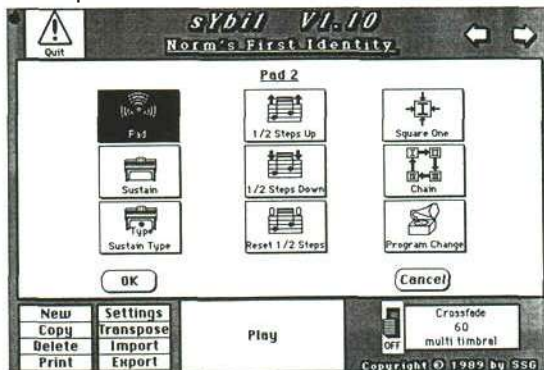 sYbil V1.10
Quit
Norm's First Identity
Pad 2
Pad
1/2 Steps Up
Square One
Sustain
1/2 Steps Down
Chain
Type
Sustain Type
Reset 1/2 Steps
Program Change
OK
Cancel
New
Settings
Copy
Transpose
Delete
Import
Print
Export
Play
OFF
Crossfade
60
multi timbral
Copyright © 1989 by SSG